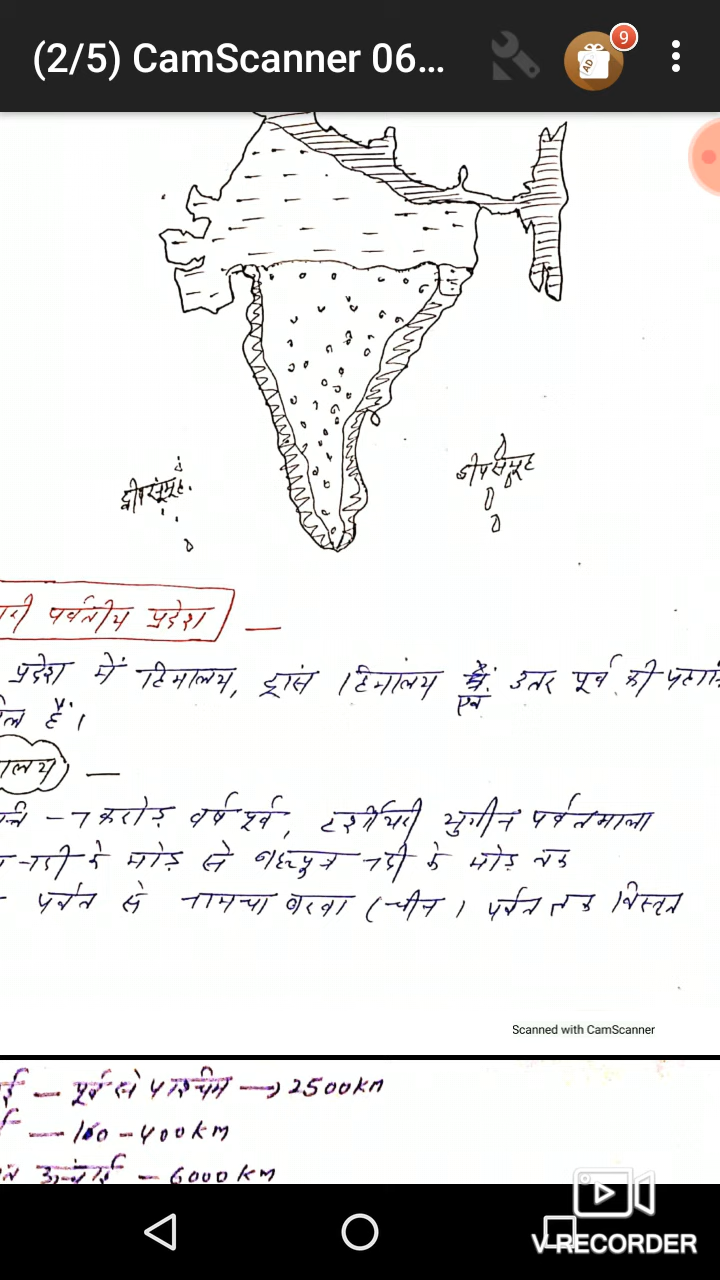 (2/5) CamScanner 06...
9
AD
द्वीपसमूह
द्वीपसमूह
री पर्वतीय प्रदेश —
प्रदेश में हिमालय, ट्रांस हिमालय एवं उत्तर पूर्व की
हैं।
ालय —
7 करोड़ वर्ष पूर्व, टर्शीयरी युगीन पर्वतमाला
नदी के मोड़ से ब्रह्मपुत्र नदी के मोड़ तक
पर्वत से नामचा बरवा (चीन) पर्वत तक विस्तृत
Scanned with CamScanner
ई — पूर्व से पश्चिम → 2500km
— 100 - 400km
ऊंचाई — 6000km
V RECORDER